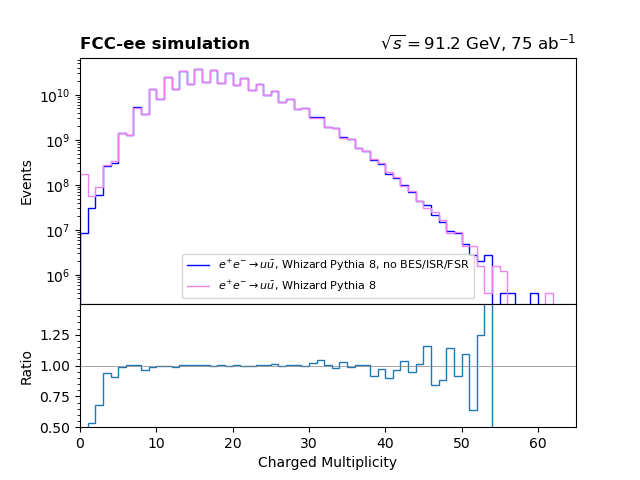 FCC-ee simulation
√s = 91.2 GeV, 75 ab⁻¹
Events
10¹⁰
10⁹
10⁸
10⁷
10⁶
e⁺e⁻ → uū, Whizard Pythia 8, no BES/ISR/FSR
e⁺e⁻ → uū, Whizard Pythia 8
Ratio
1.25
1.00
0.75
0.50
0 10 20 30 40 50 60
Charged Multiplicity